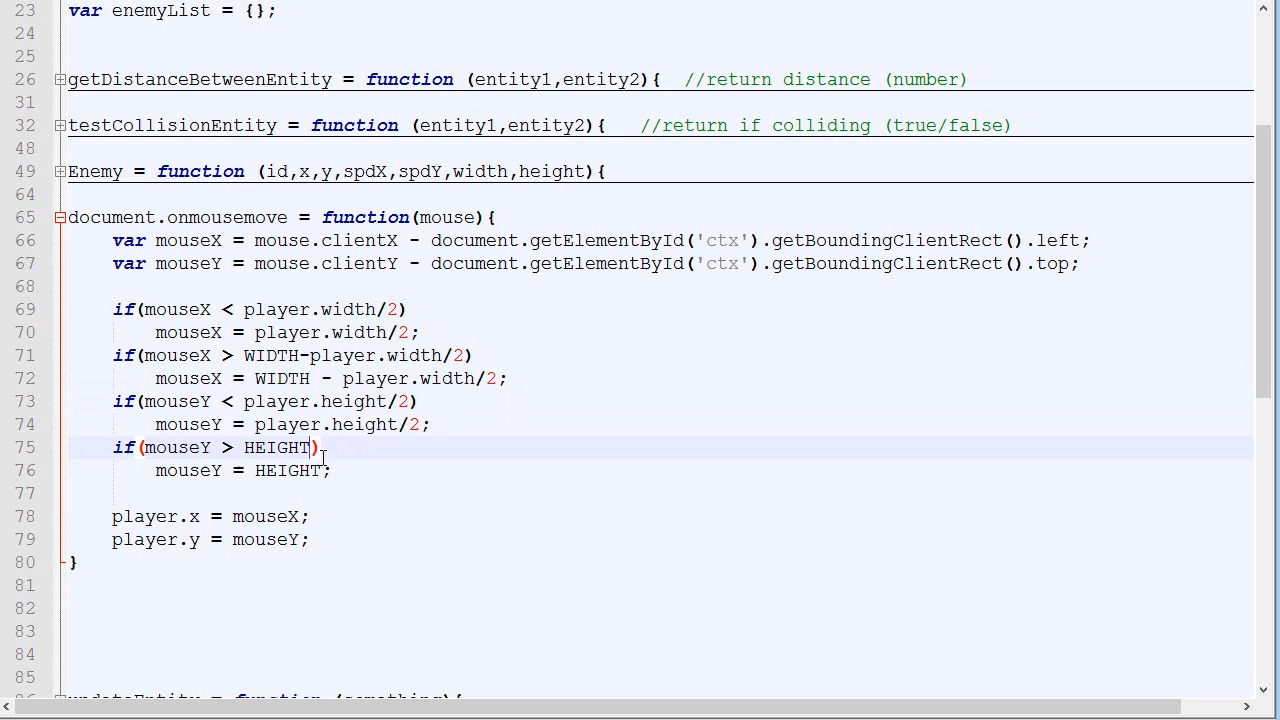 23 var enemyList = {};
24
25
26 getDistanceBetweenEntity = function (entity1,entity2){ //return distance (number)
31
32 testCollisionEntity = function (entity1,entity2){ //return if colliding (true/false)
48
49 Enemy = function (id,x,y,spdX,spdY,width,height){
64
65 document.onmousemove = function(mouse){
66 var mouseX = mouse.clientX - document.getElementById('ctx').getBoundingClientRect().left;
67 var mouseY = mouse.clientY - document.getElementById('ctx').getBoundingClientRect().top;
68
69 if(mouseX < player.width/2)
70 mouseX = player.width/2;
71 if(mouseX > WIDTH-player.width/2)
72 mouseX = WIDTH - player.width/2;
73 if(mouseY < player.height/2)
74 mouseY = player.height/2;
75 if(mouseY > HEIGHT)
76 mouseY = HEIGHT;
77
78 player.x = mouseX;
79 player.y = mouseY;
80 }
81
82
83
84
85
86 updateEntity = function (something){